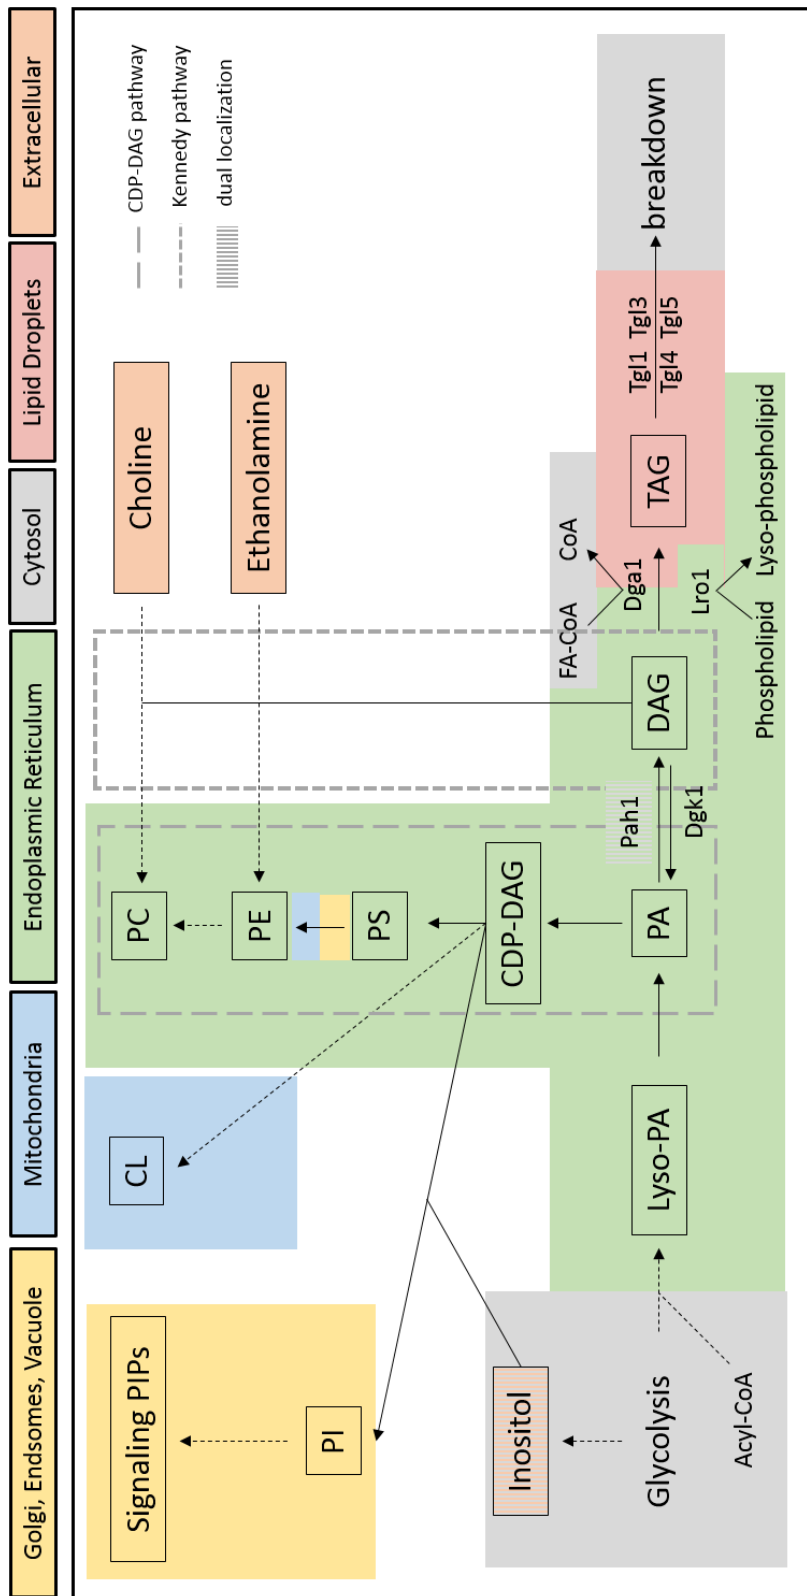 Golgi, Endsomes, Vacuole
Mitochondria
Endoplasmic Reticulum
Cytosol
Lipid Droplets
Extracellular
CDP-DAG pathway
Kennedy pathway
dual localization
Signaling PIPs
CL
PC
Choline
PE
Ethanolamine
PI
PS
Inositol
CDP-DAG
FA-CoA
CoA
Pah1
Dga1
Tgl1
Tgl3
Glycolysis
Lyso-PA
PA
DAG
TAG
breakdown
Tgl4
Tgl5
Dgk1
Lro1
Acyl-CoA
Phospholipid
Lyso-phospholipid